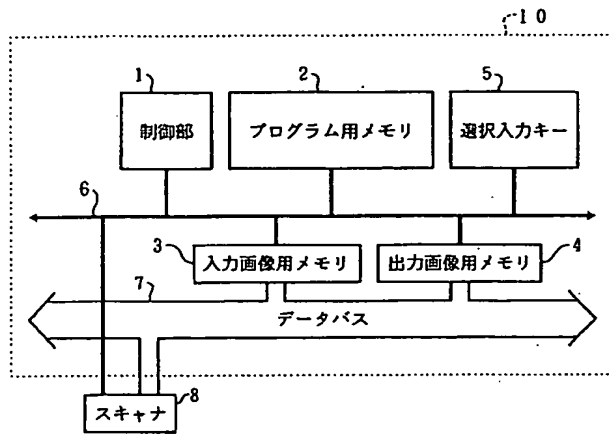 10
1
2
5
制御部
プログラム用メモリ
選択入力キー
6
3
入力画像用メモリ
出力画像用メモリ
4
7
データバス
スキャナ
8